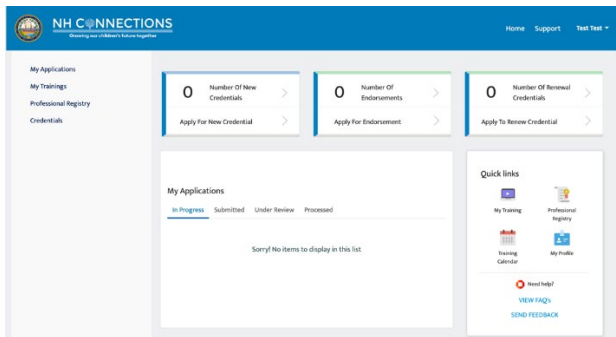 NH CONNECTIONS
Growing our children's future together
Home Support Test Test
My Applications
My Trainings
Professional Registry
Credentials
0 Number Of New
Credentials
Apply For New Credential
0 Number Of
Endorsements
Apply For Endorsement
0 Number Of Renewal
Credentials
Apply To Renew Credential
My Applications
In Progress Submitted Under Review Processed
Sorry! No items to display in this list
Quick links
My Training
Professional
Registry
Training
Calendar
My Profile
Need help?
VIEW FAQ's
SEND FEEDBACK